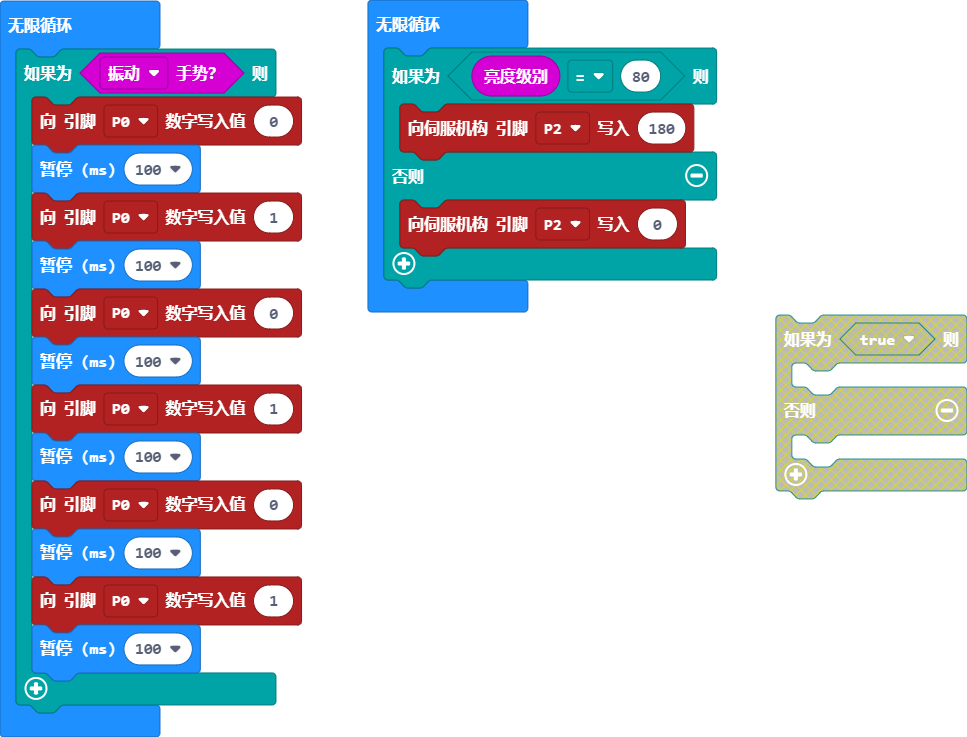 无限循环
如果为 振动 手势? 则
向 引脚 P0 数字写入值 0
暂停 (ms) 100
向 引脚 P0 数字写入值 1
暂停 (ms) 100
向 引脚 P0 数字写入值 0
暂停 (ms) 100
向 引脚 P0 数字写入值 1
暂停 (ms) 100
向 引脚 P0 数字写入值 0
暂停 (ms) 100
向 引脚 P0 数字写入值 1
暂停 (ms) 100
无限循环
如果为 亮度级别 = 80 则
向伺服机构 引脚 P2 写入 180
否则
向伺服机构 引脚 P2 写入 0
如果为 true 则
否则